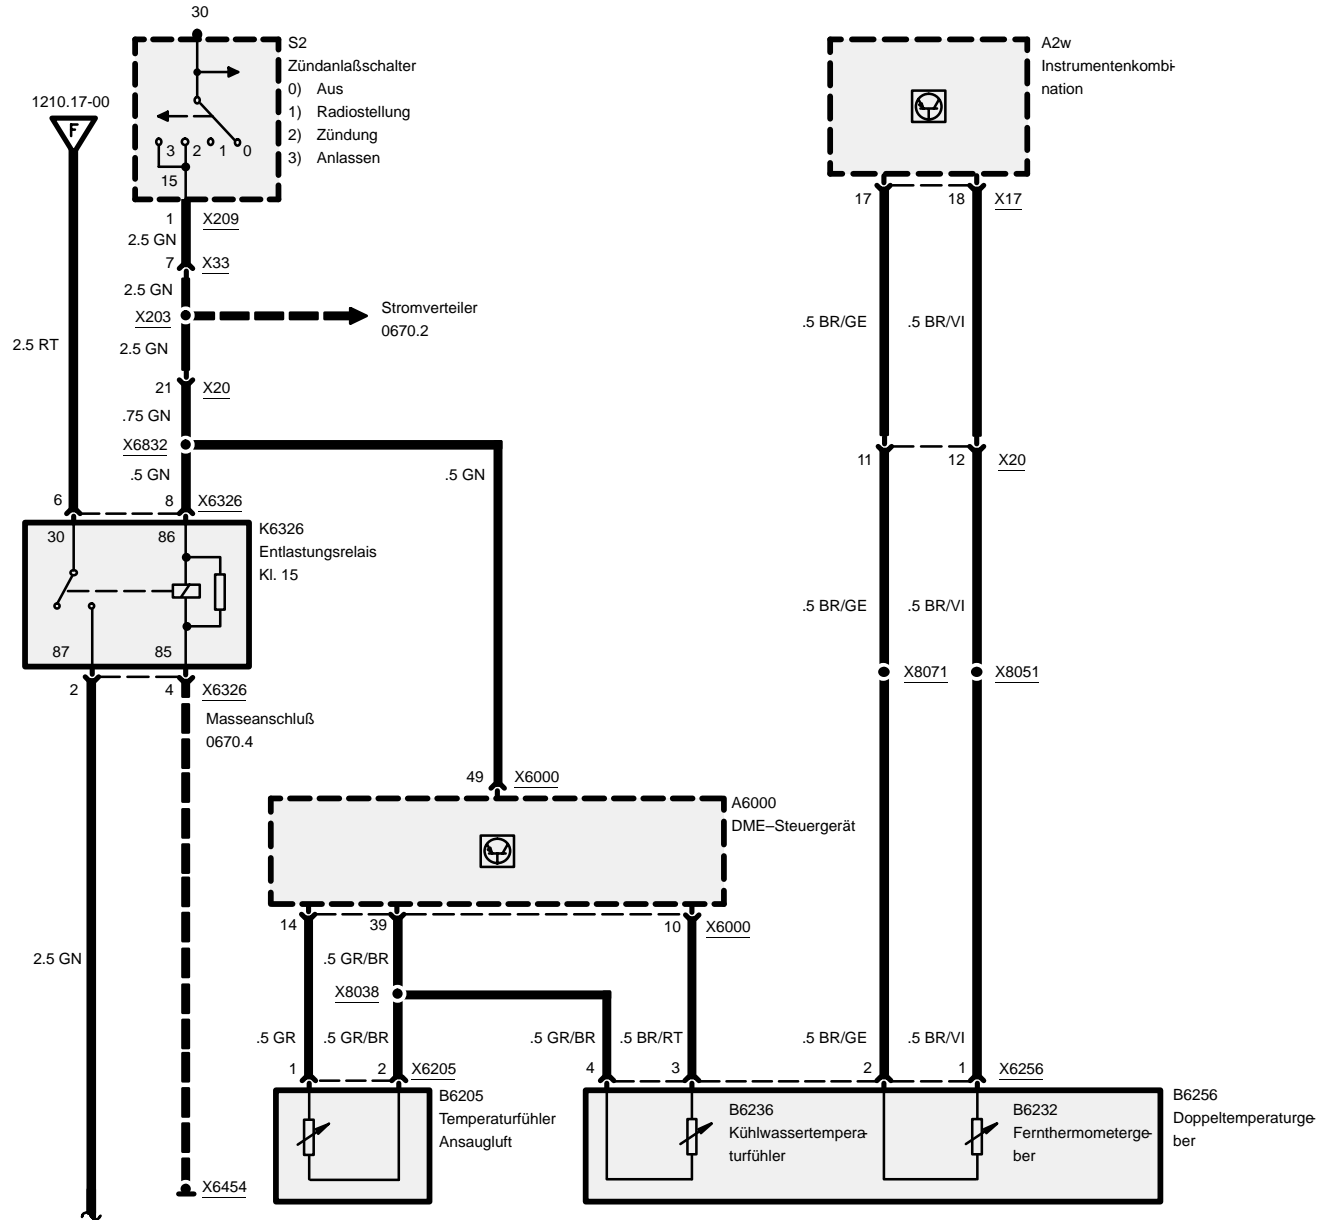 30
S2
Zündanlaßschalter
0) Aus
1) Radiostellung
2) Zündung
3) Anlassen
A2w
Instrumentenkombi-
nation
1210.17-00
F
3 2 1 0
15
1 X209
2.5 GN
7 X33
2.5 GN
X203
Stromverteiler
0670.2
2.5 RT
2.5 GN
21 X20
.75 GN
X6832
.5 GN
.5 GN
17 18 X17
.5 BR/GE .5 BR/VI
11 12 X20
6 8 X6326
30 86
K6326
Entlastungsrelais
Kl. 15
87 85
2 4 X6326
Masseanschluß
0670.4
.5 BR/GE .5 BR/VI
X8071 X8051
49 X6000
A6000
DME–Steuergerät
14 39 10 X6000
2.5 GN
.5 GR/BR
X8038
.5 GR .5 GR/BR .5 GR/BR .5 BR/RT .5 BR/GE .5 BR/VI
1 2 X6205 4 3 2 1 X6256
B6205
Temperaturfühler
Ansaugluft
B6236
Kühlwassertempera-
turfühler
B6232
Fernthermometerge-
ber
B6256
Doppeltemperaturge-
ber
X6454